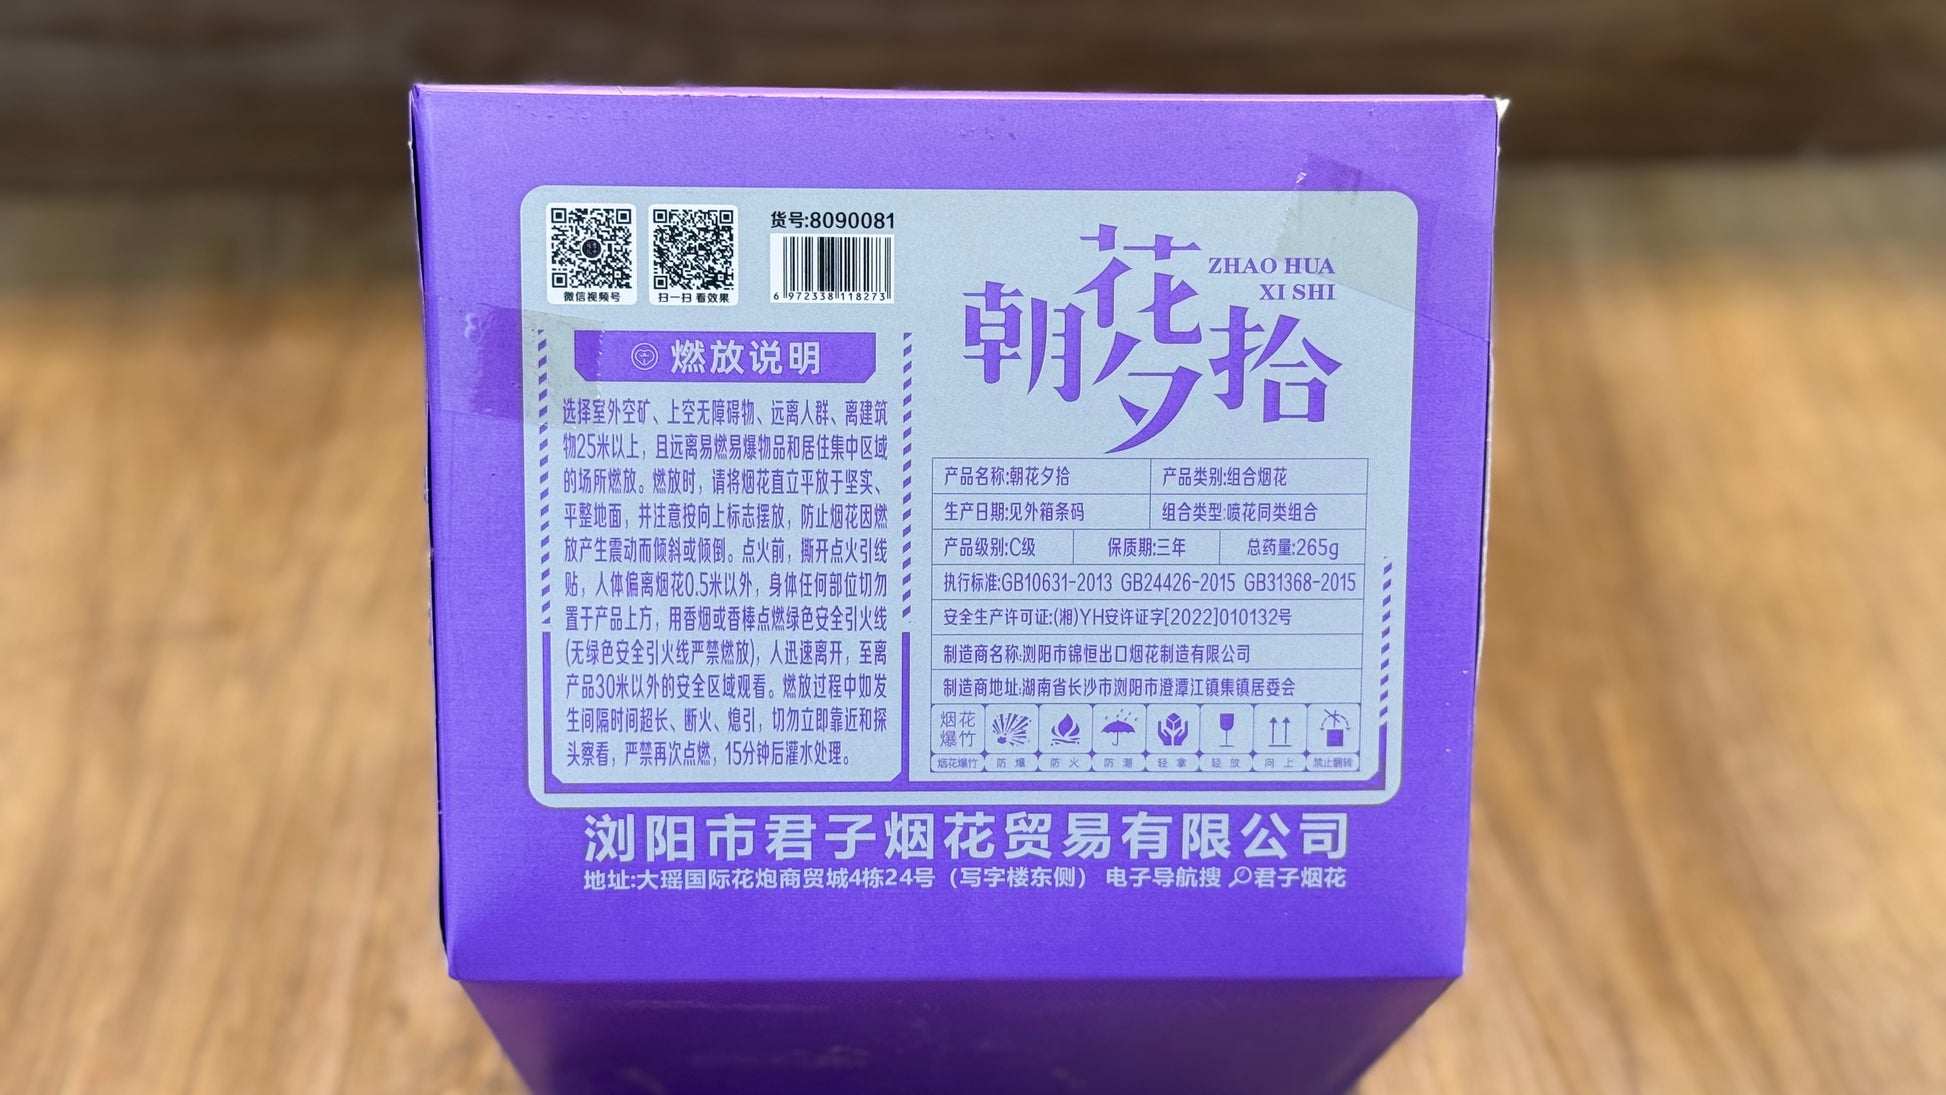 微信视频号
扫一扫 看效果
货号:8090081
6 972338 118273
燃放说明
选择室外空矿、上空无障碍物、远离人群、离建筑
物25米以上，且远离易燃易爆物品和居住集中区域
的场所燃放。燃放时，请将烟花直立平放于坚实、
平整地面，并注意按向上标志摆放，防止烟花因燃
放产生震动而倾斜或倾倒。点火前，撕开点火引线
贴，人体偏离烟花0.5米以外，身体任何部位切勿
置于产品上方，用香烟或香棒点燃绿色安全引火线
(无绿色安全引火线严禁燃放)，人迅速离开，至离
产品30米以外的安全区域观看。燃放过程中如发
生间隔时间超长、断火、熄引，切勿立即靠近和探
头察看，严禁再次点燃，15分钟后灌水处理。
朝花夕拾
ZHAO HUA
XI SHI
产品名称:朝花夕拾
产品类别:组合烟花
生产日期:见外箱条码
组合类型:喷花同类组合
产品级别:C级
保质期:三年
总药量:265g
执行标准:GB10631-2013 GB24426-2015 GB31368-2015
安全生产许可证:(湘)YH安许证字[2022]010132号
制造商名称:浏阳市锦恒出口烟花制造有限公司
制造商地址:湖南省长沙市浏阳市澄潭江镇集镇居委会
烟花
爆竹
烟花爆竹 防爆 防火 防潮 轻拿 轻放 向上 禁止翻转
浏阳市君子烟花贸易有限公司
地址:大瑶国际花炮商贸城4栋24号（写字楼东侧） 电子导航搜 君子烟花